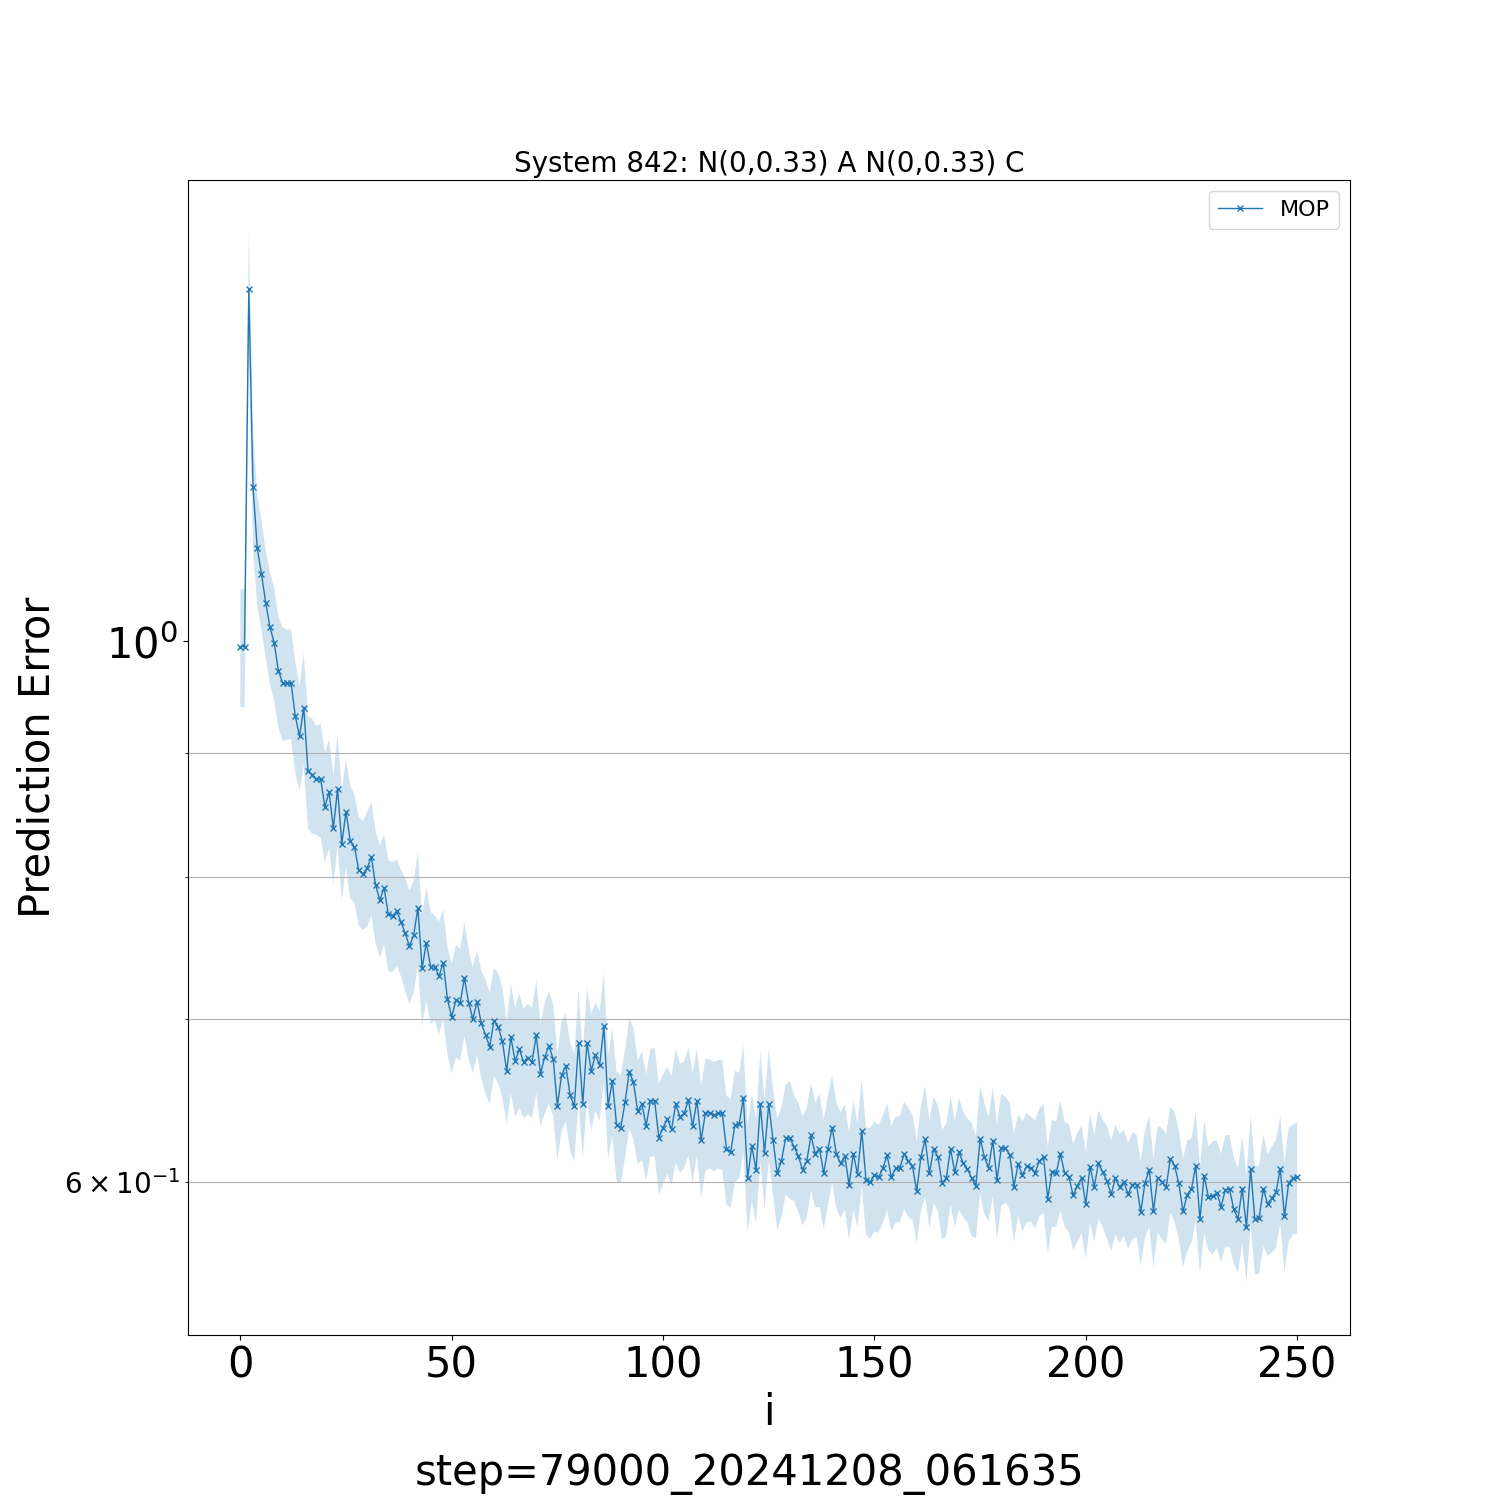 System 842: N(0,0.33) A N(0,0.33) C
MOP
Prediction Error
10⁰
6 × 10⁻¹
0 50 100 150 200 250
i
step=79000_20241208_061635